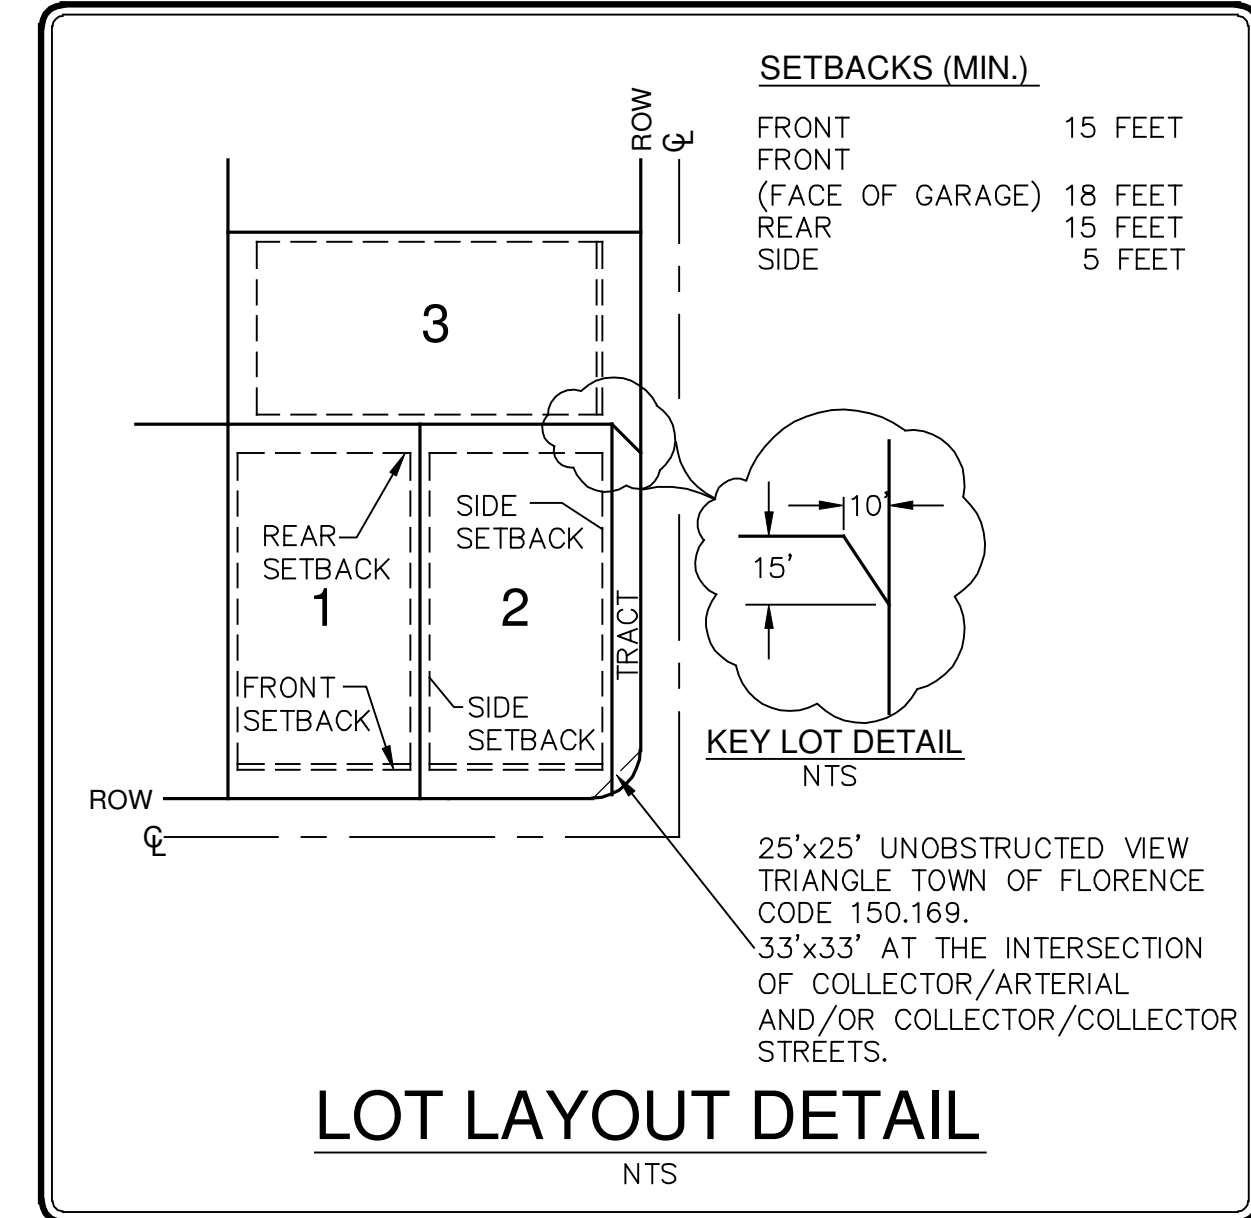 SETBACKS (MIN.)
FRONT 15 FEET
FRONT
(FACE OF GARAGE) 18 FEET
REAR 15 FEET
SIDE 5 FEET
ROW
℄
3
REAR
SETBACK
1
FRONT
SETBACK
SIDE
SETBACK
2
SIDE
SETBACK
TRACT
10'
15'
KEY LOT DETAIL
NTS
ROW
℄
25'x25' UNOBSTRUCTED VIEW
TRIANGLE TOWN OF FLORENCE
CODE 150.169.
33'x33' AT THE INTERSECTION
OF COLLECTOR/ARTERIAL
AND/OR COLLECTOR/COLLECTOR
STREETS.
LOT LAYOUT DETAIL
NTS